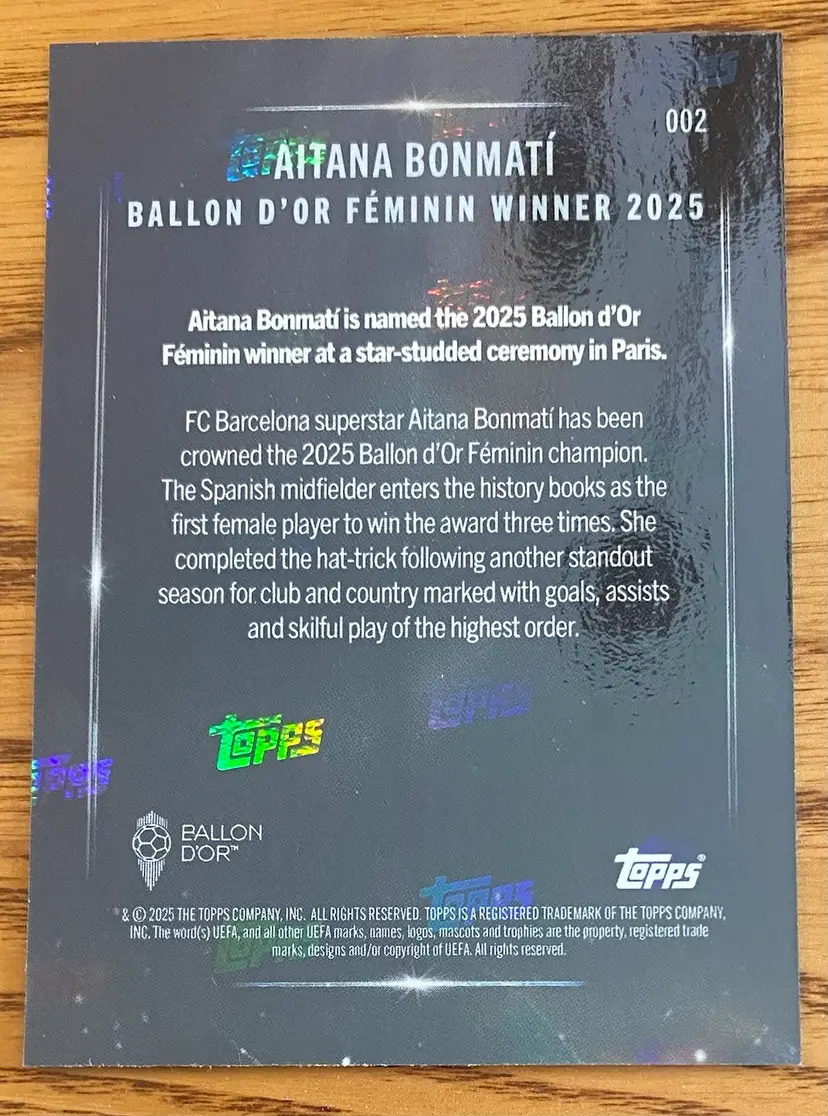 002
AITANA BONMATÍ
BALLON D'OR FÉMININ WINNER 2025
Aitana Bonmatí is named the 2025 Ballon d'Or
Féminin winner at a star-studded ceremony in Paris.
FC Barcelona superstar Aitana Bonmatí has been
crowned the 2025 Ballon d'Or Féminin champion.
The Spanish midfielder enters the history books as the
first female player to win the award three times. She
completed the hat-trick following another standout
season for club and country marked with goals, assists
and skilful play of the highest order.
Topps
Topps
Topps
BALLON
D'OR™
Topps®
Topps
& © 2025 THE TOPPS COMPANY, INC. ALL RIGHTS RESERVED. TOPPS IS A REGISTERED TRADEMARK OF THE TOPPS COMPANY,
INC. The word(s) UEFA, and all other UEFA marks, names, logos, mascots and trophies are the property, registered trade
marks, designs and/or copyright of UEFA. All rights reserved.